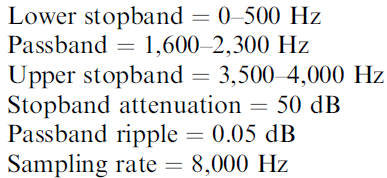 Lower stopband = 0–500 Hz
Passband = 1,600–2,300 Hz
Upper stopband = 3,500–4,000 Hz
Stopband attenuation = 50 dB
Passband ripple = 0.05 dB
Sampling rate = 8,000 Hz